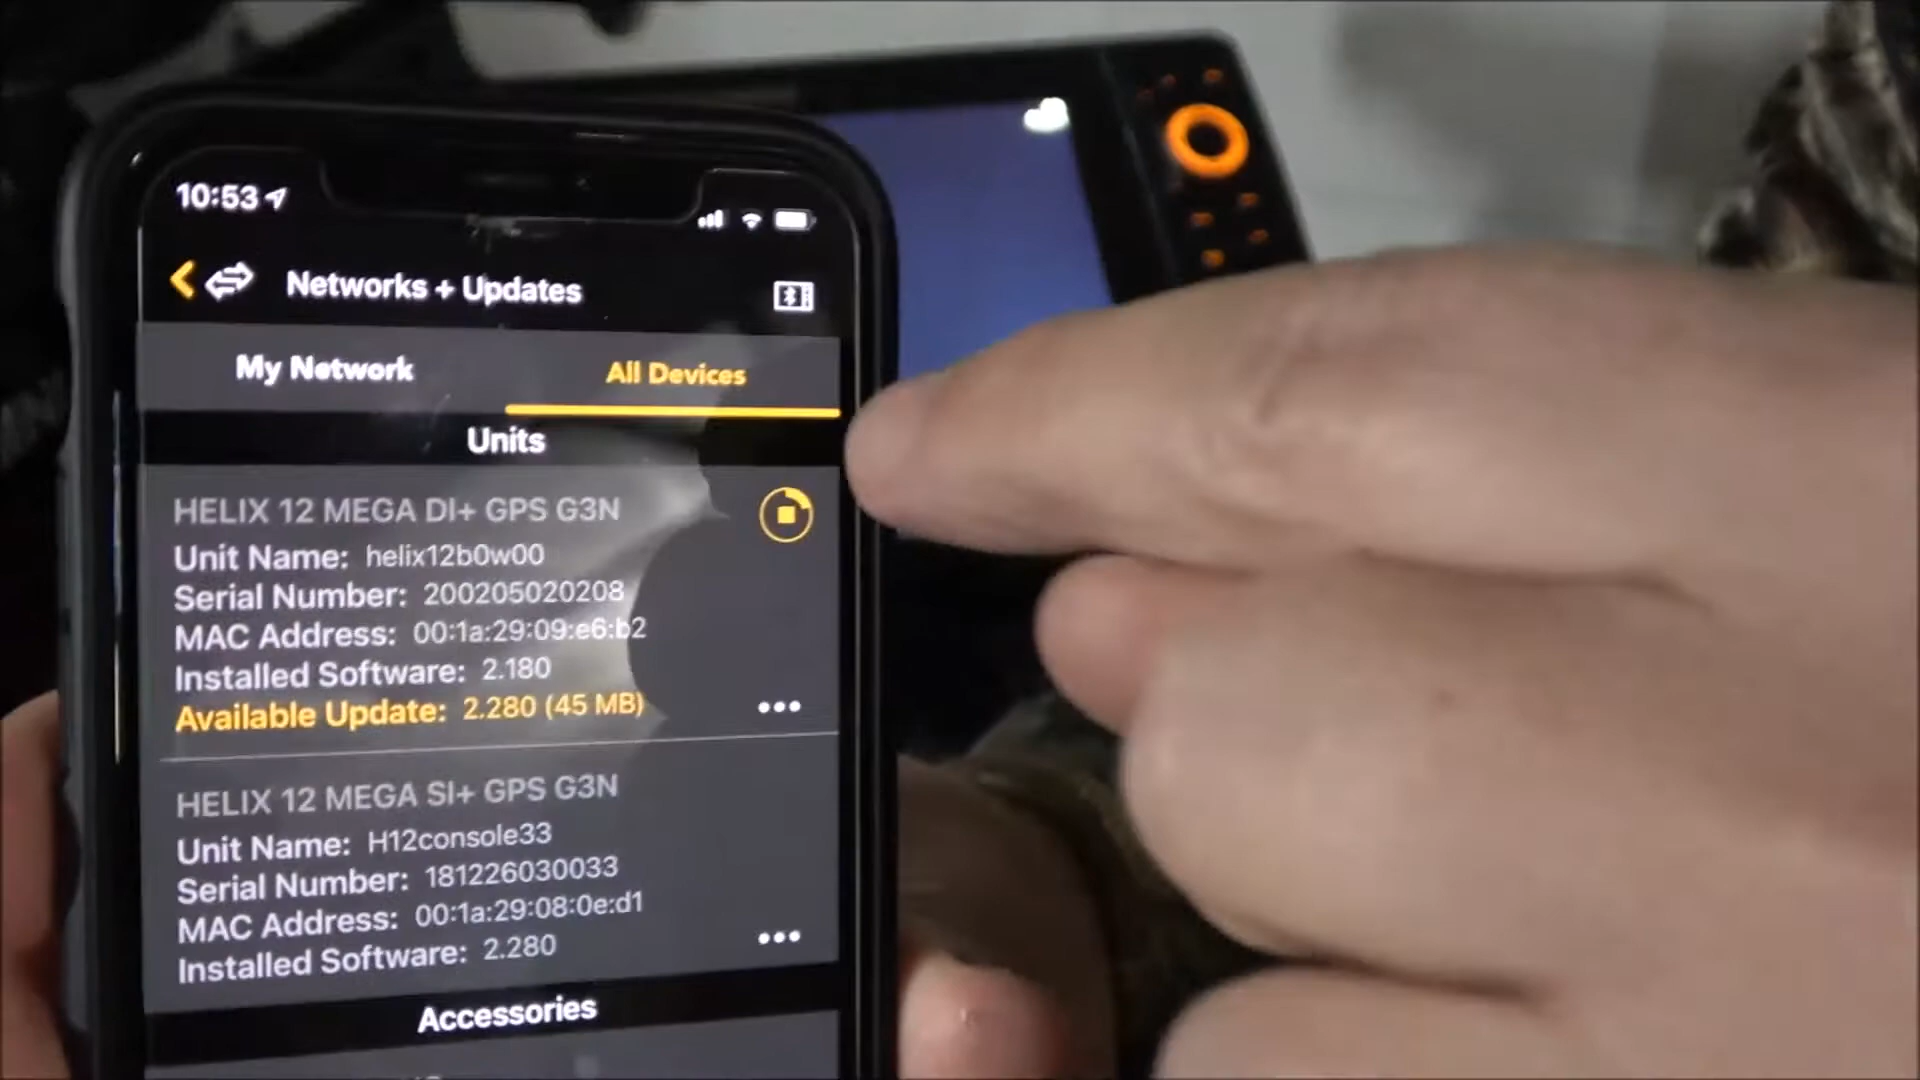 10:53
Networks + Updates
My Network
All Devices
Units
HELIX 12 MEGA DI+ GPS G3N
Unit Name: helix12b0w00
Serial Number: 200205020208
MAC Address: 00:1a:29:09:e6:b2
Installed Software: 2.180
Available Update: 2.280 (45 MB)
HELIX 12 MEGA SI+ GPS G3N
Unit Name: H12console33
Serial Number: 181226030033
MAC Address: 00:1a:29:08:0e:d1
Installed Software: 2.280
Accessories